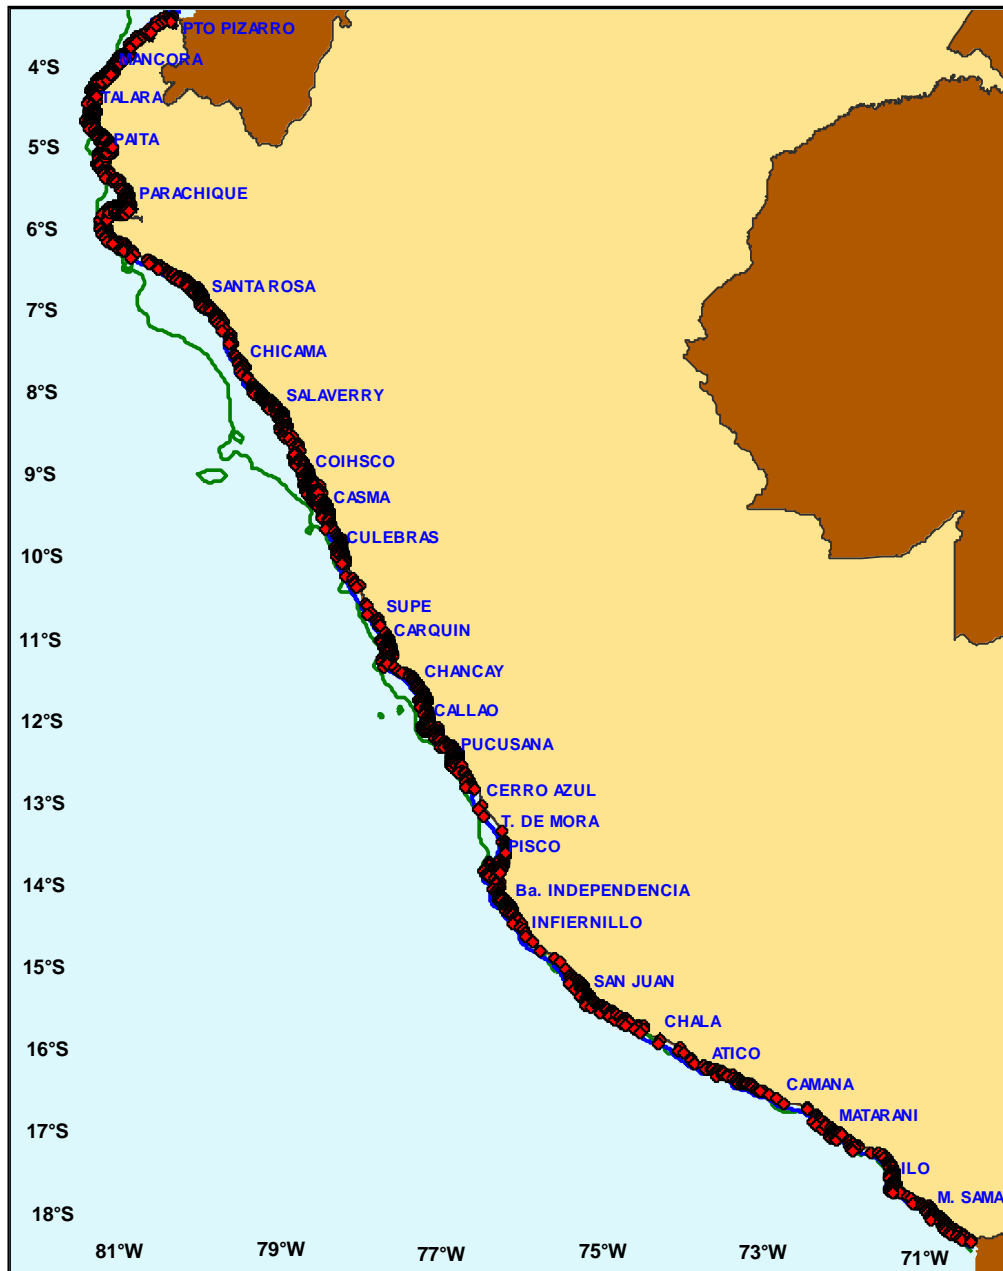 PTO PIZARRO
MANCORA
4°S
TALARA
PAITA
5°S
PARACHIQUE
6°S
SANTA ROSA
7°S
CHICAMA
8°S
SALAVERRY
COIHSCO
9°S
CASMA
CULEBRAS
10°S
SUPE
CARQUIN
11°S
CHANCAY
CALLAO
12°S
PUCUSANA
CERRO AZUL
13°S
T. DE MORA
PISCO
14°S
Ba. INDEPENDENCIA
INFIERNILLO
15°S
SAN JUAN
CHALA
16°S
ATICO
CAMANA
MATARANI
17°S
ILO
M. SAMA
18°S
81°W 79°W 77°W 75°W 73°W 71°W